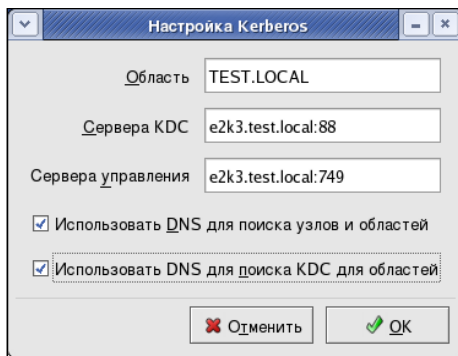 Настройка Kerberos
Область TEST.LOCAL
Сервера KDC e2k3.test.local:88
Сервера управления e2k3.test.local:749
Использовать DNS для поиска узлов и областей
Использовать DNS для поиска KDC для областей
Отменить OK